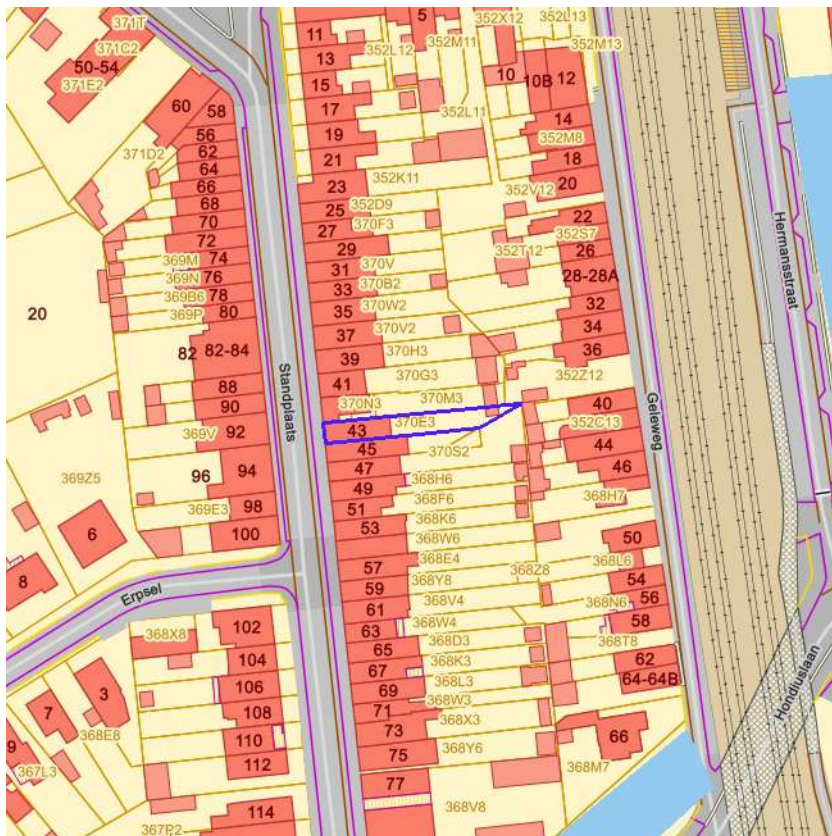 371T
371C2
50-54
371E2
60
58
56
62
64
66
68
70
72
74
76
78
80
82
82-84
88
90
92
94
96
98
100
371D2
369M
369N
369B6
369P
369V
369E3
369Z5
20
6
8
Erpsel
Standplaats
11
13
15
17
19
21
23
25
27
29
31
33
35
37
39
41
43
45
47
49
51
53
57
59
61
63
65
67
69
71
73
75
77
5
352L12
352M11
352X12
352L13
352M13
352L11
352K11
352D9
370F3
370V
370B2
370W2
370V2
370H3
370G3
370N3
370M3
370E3
370S2
368H6
368F6
368K6
368W6
368E4
368Y8
368Z8
368V4
368W4
368D3
368K3
368L3
368W3
368X3
368Y6
368V8
10
10B
12
14
352M8
18
20
352V12
22
352S7
352T12
26
28-28A
32
34
36
352Z12
40
352C13
44
46
368H7
50
368L6
54
56
368N6
58
368T8
62
64-64B
66
368M7
Geleweg
Hermansstraat
Hondiuslaan
102
368X8
104
106
108
110
112
114
3
7
9
368E8
367L3
367P2